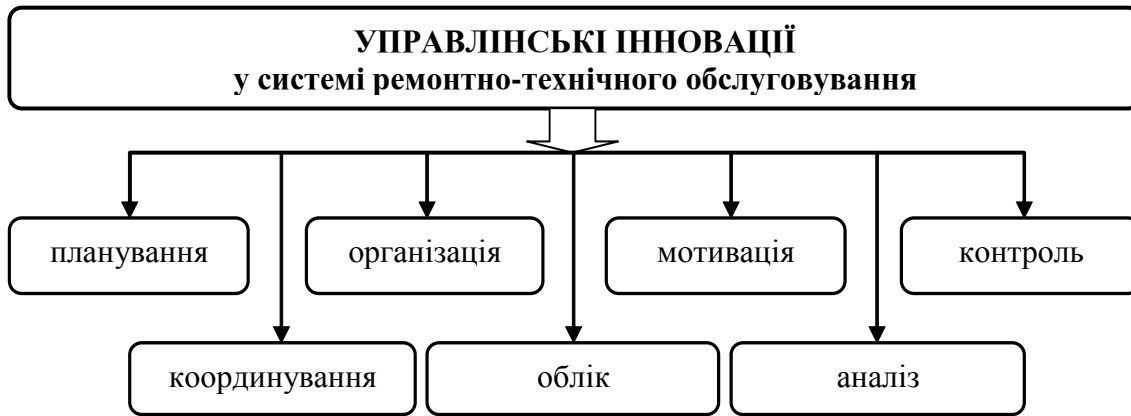 УПРАВЛІНСЬКІ ІННОВАЦІЇ
у системі ремонтно-технічного обслуговування
планування
організація
мотивація
контроль
координування
облік
аналіз